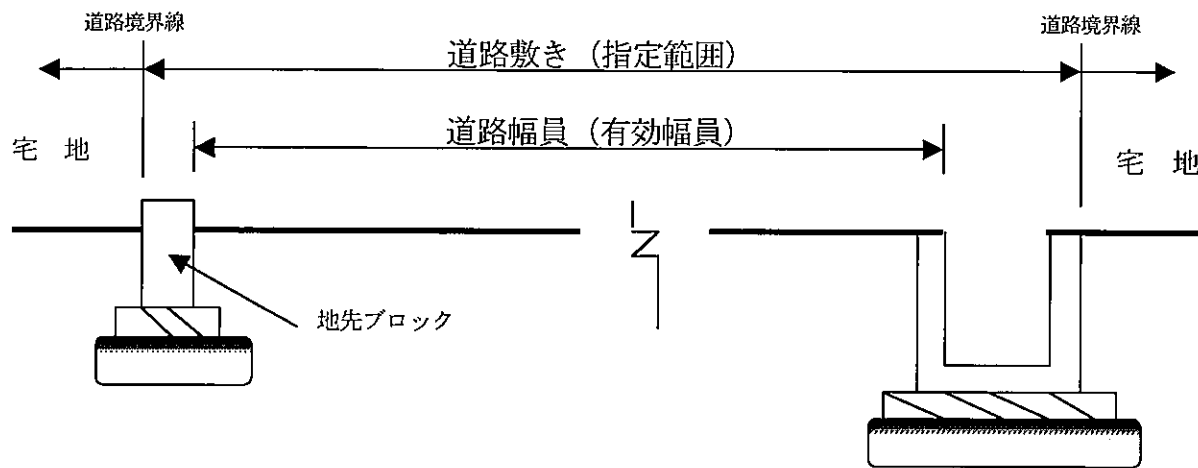 道路境界線
道路境界線
道路敷き（指定範囲）
道路幅員（有効幅員）
宅　地
宅　地
地先ブロック